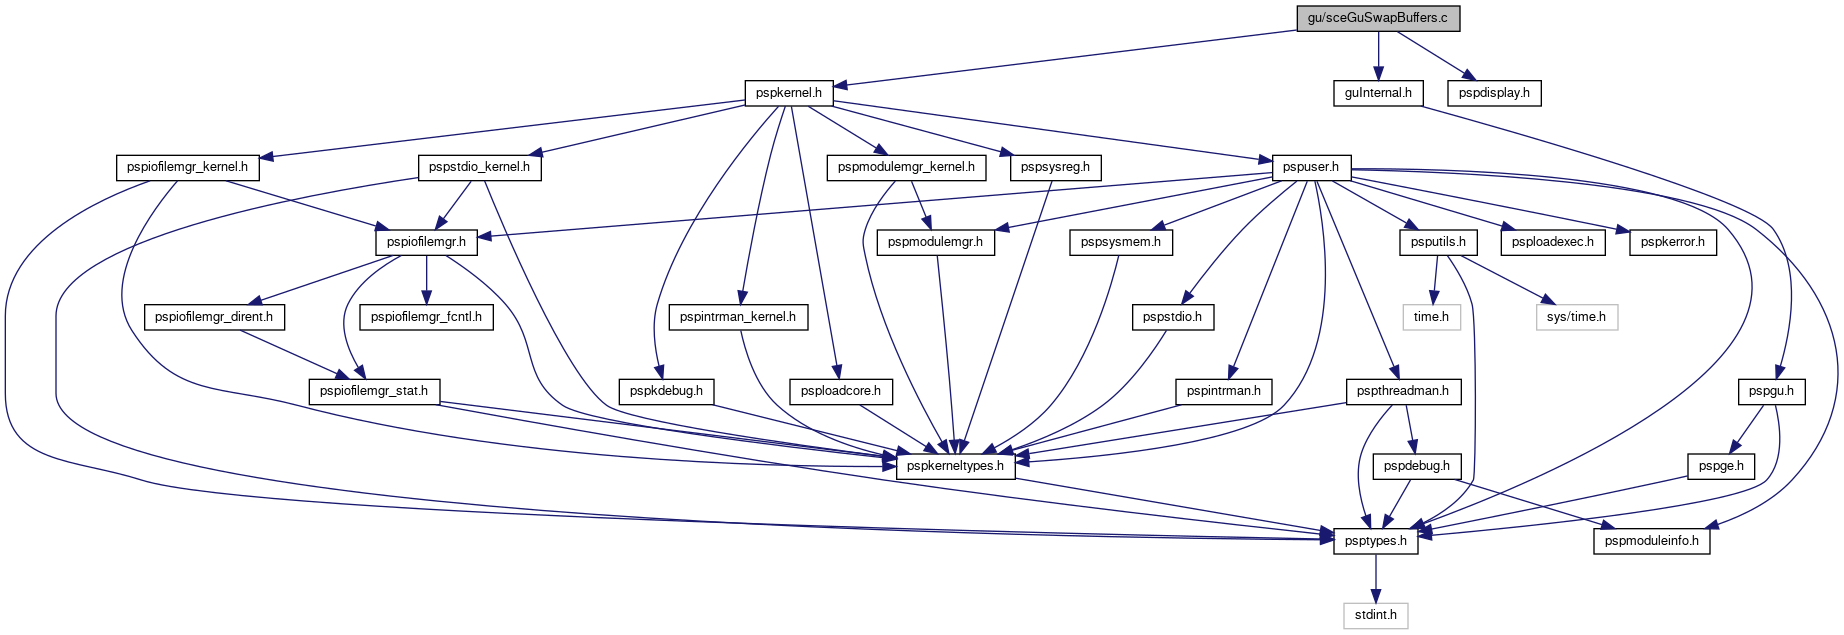 gu/sceGuSwapBuffers.c
pspkernel.h
guInternal.h
pspdisplay.h
pspiofilemgr_kernel.h
pspstdio_kernel.h
pspmodulemgr_kernel.h
pspsysreg.h
pspuser.h
pspiofilemgr.h
pspmodulemgr.h
pspsysmem.h
psputils.h
psploadexec.h
pspkerror.h
pspiofilemgr_dirent.h
pspiofilemgr_fcntl.h
pspintrman_kernel.h
pspstdio.h
time.h
sys/time.h
pspiofilemgr_stat.h
pspkdebug.h
psploadcore.h
pspintrman.h
pspthreadman.h
pspgu.h
pspkerneltypes.h
pspdebug.h
pspge.h
psptypes.h
pspmoduleinfo.h
stdint.h